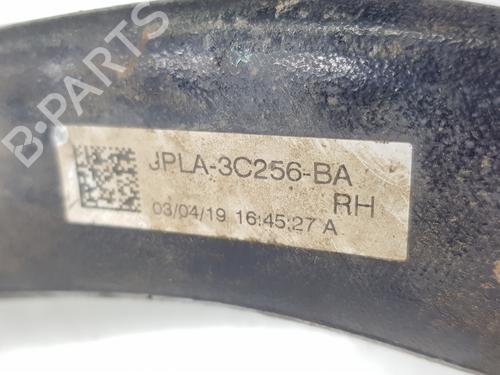 B-PARTS
JPLA-3C256-BA
RH
03/04/19 16:45:27 A